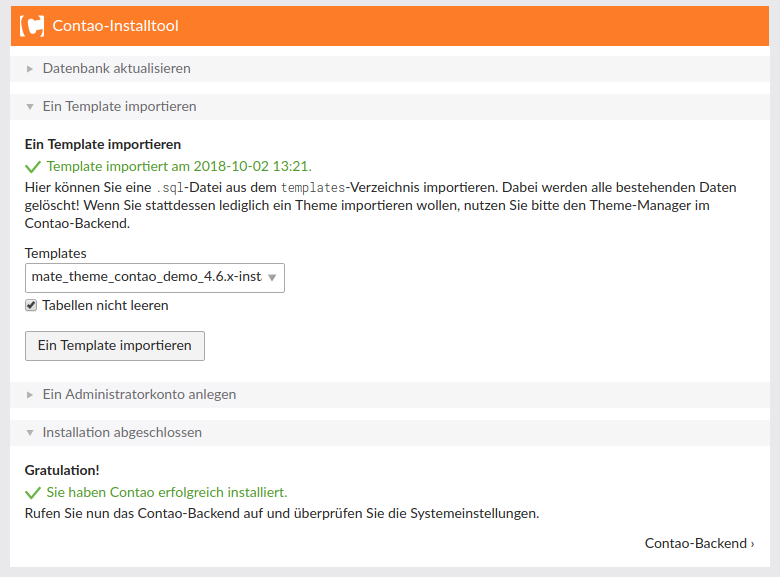 Contao-Installtool
Datenbank aktualisieren
Ein Template importieren
Ein Template importieren
Template importiert am 2018-10-02 13:21.
Hier können Sie eine .sql-Datei aus dem templates-Verzeichnis importieren. Dabei werden alle bestehenden Daten
gelöscht! Wenn Sie stattdessen lediglich ein Theme importieren wollen, nutzen Sie bitte den Theme-Manager im
Contao-Backend.
Templates
mate_theme_contao_demo_4.6.x-inst
Tabellen nicht leeren
Ein Template importieren
Ein Administratorkonto anlegen
Installation abgeschlossen
Gratulation!
Sie haben Contao erfolgreich installiert.
Rufen Sie nun das Contao-Backend auf und überprüfen Sie die Systemeinstellungen.
Contao-Backend ›